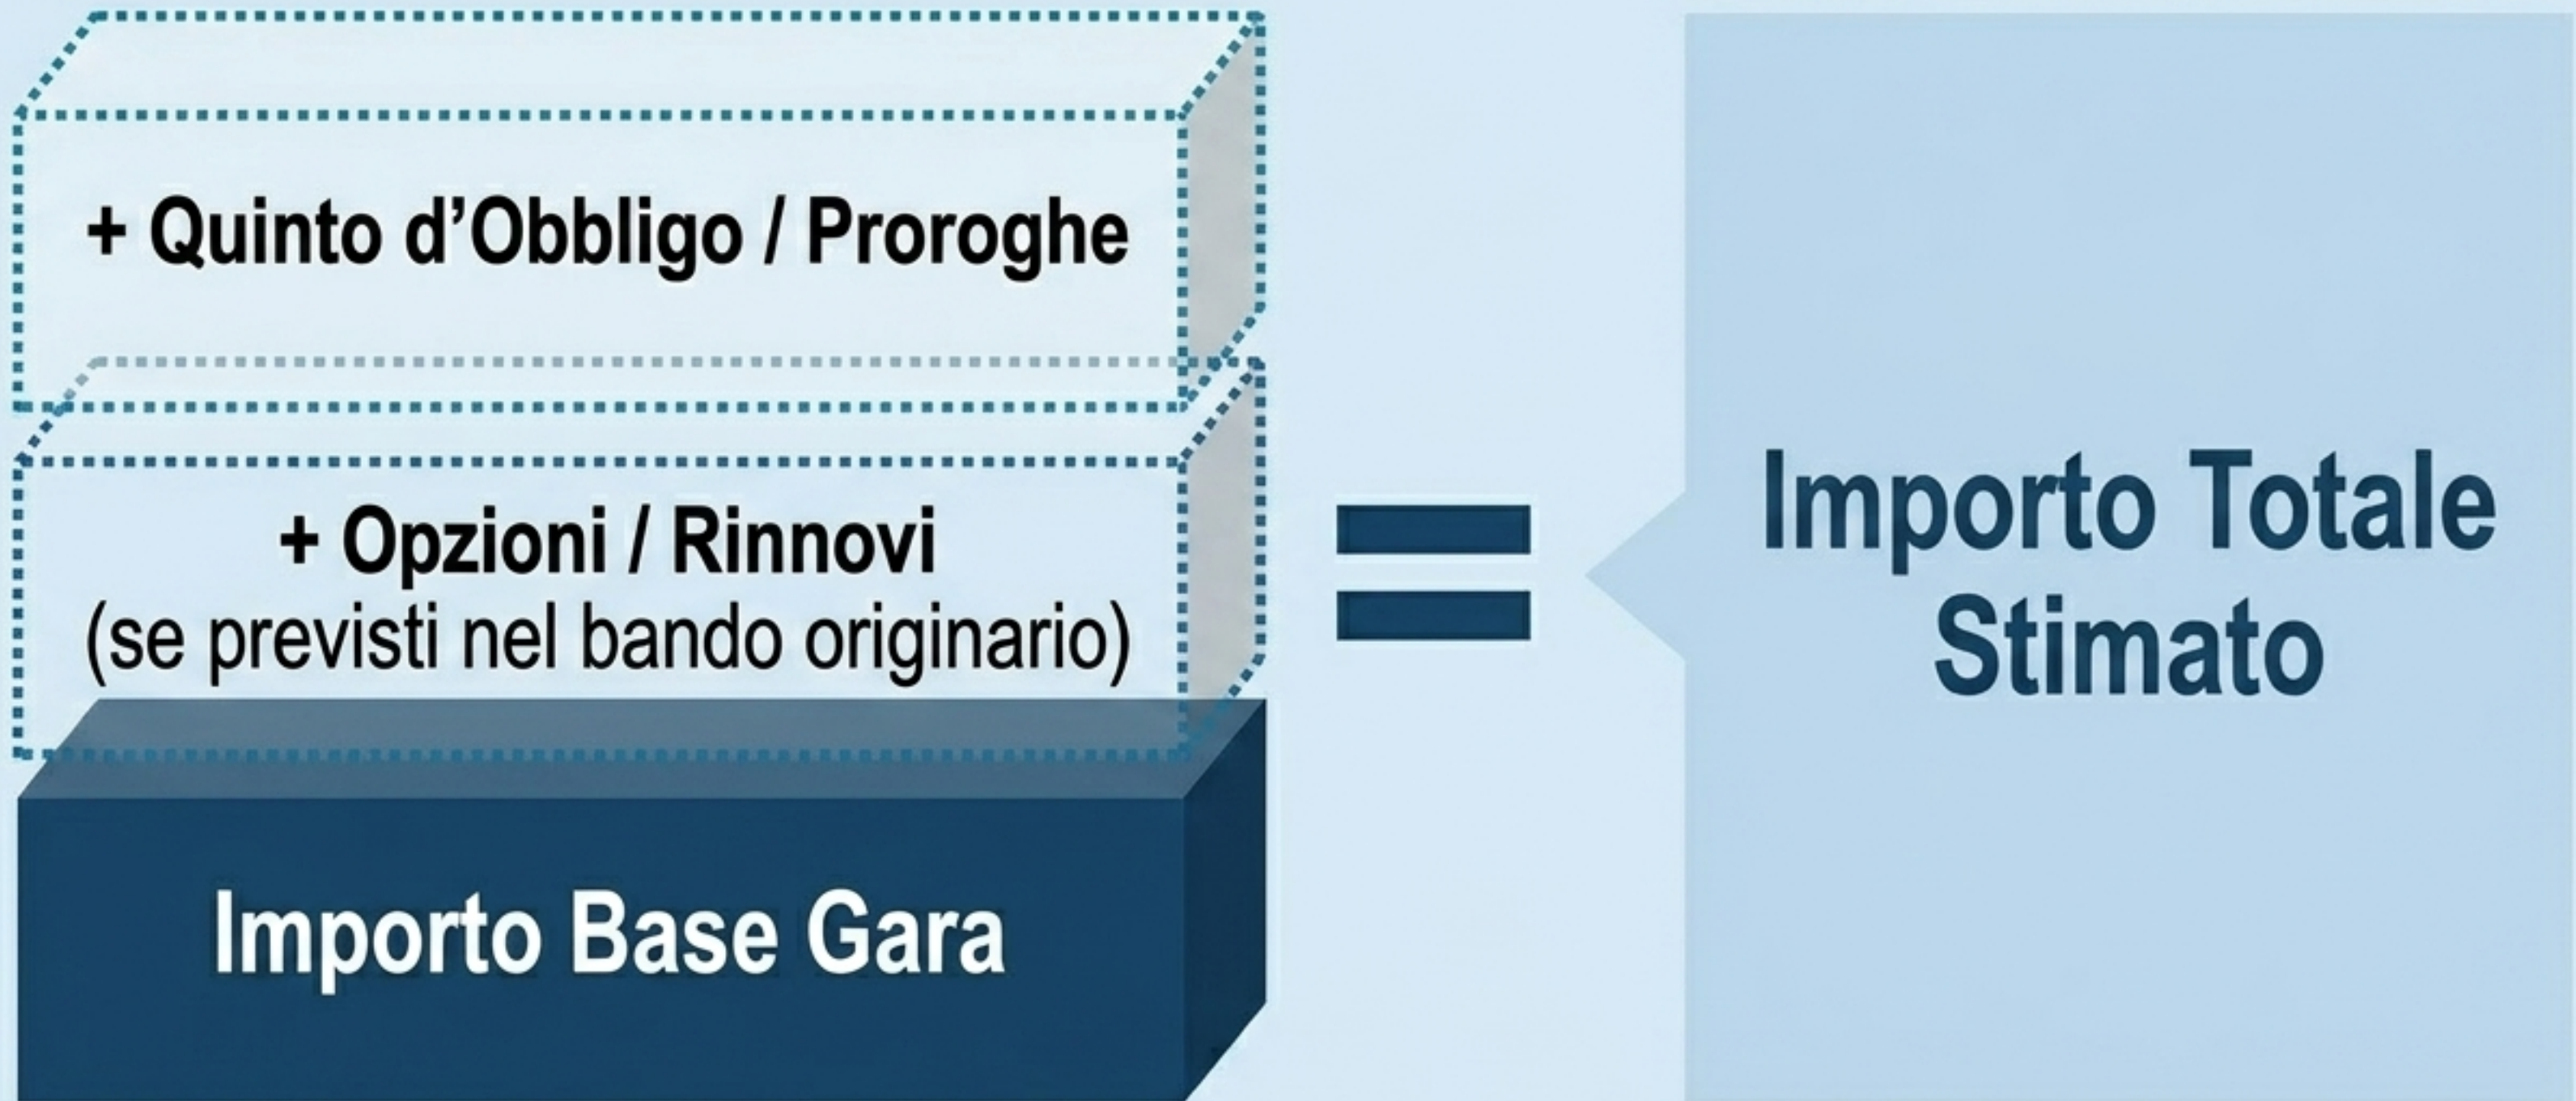 + Quinto d’Obbligo / Proroghe
+ Opzioni / Rinnovi
(se previsti nel bando originario)
Importo Base Gara
=
Importo Totale
Stimato